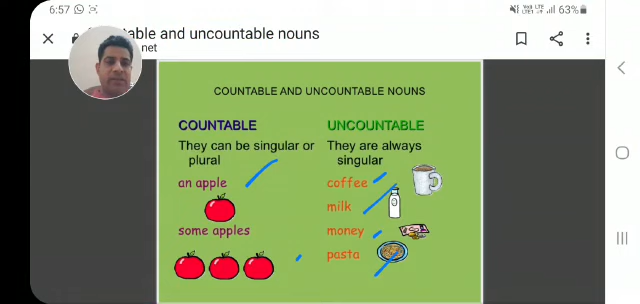 6:57
63%
table and uncountable nouns
.net
COUNTABLE AND UNCOUNTABLE NOUNS
COUNTABLE
They can be singular or
plural
an apple
some apples
UNCOUNTABLE
They are always
singular
coffee
milk
money
pasta